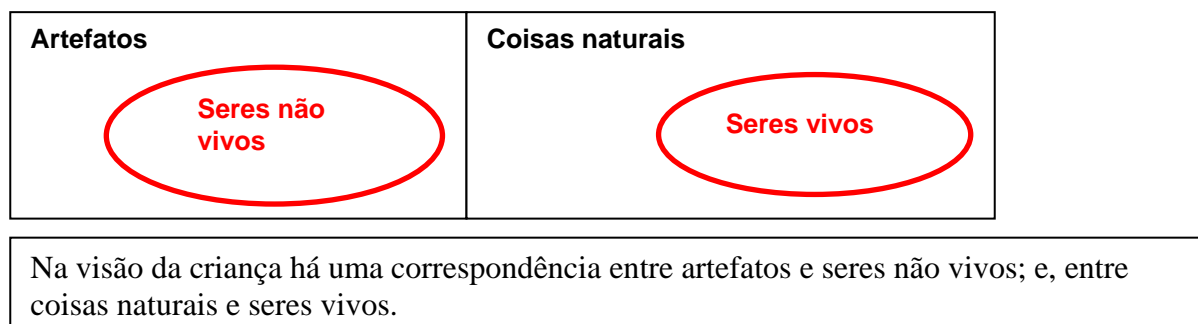 Artefatos
Coisas naturais
Seres não
vivos
Seres vivos
Na visão da criança há uma correspondência entre artefatos e seres não vivos; e, entre
coisas naturais e seres vivos.